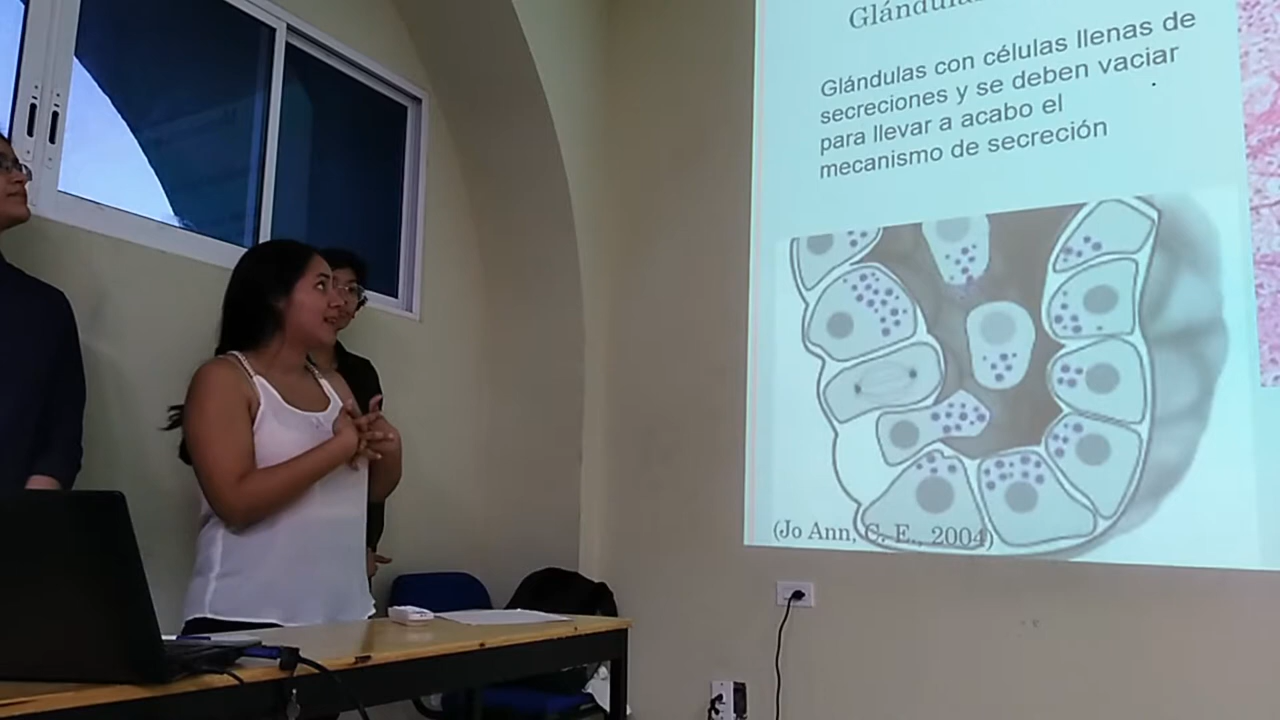 Glándulas con células llenas de
secreciones y se deben vaciar
para llevar a acabo el
mecanismo de secreción
(Jo Ann, C. E., 2004)